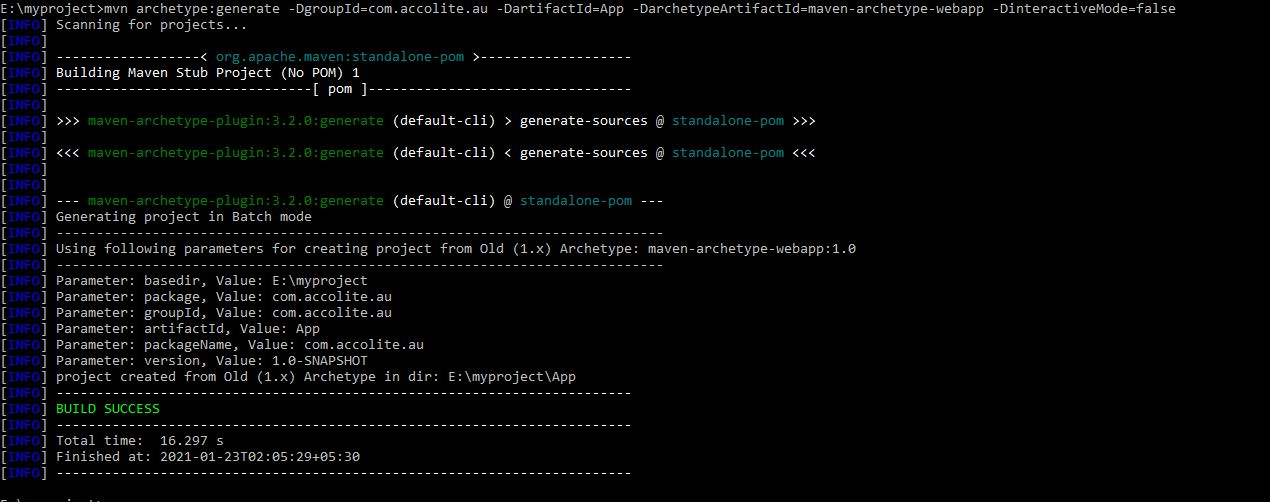 E:\myproject>mvn archetype:generate -DgroupId=com.accolite.au -DartifactId=App -DarchetypeArtifactId=maven-archetype-webapp -DinteractiveMode=false
[INFO] Scanning for projects...
[INFO]
[INFO] ------------------< org.apache.maven:standalone-pom >-------------------
[INFO] Building Maven Stub Project (No POM) 1
[INFO] --------------------------------[ pom ]---------------------------------
[INFO]
[INFO] >>> maven-archetype-plugin:3.2.0:generate (default-cli) > generate-sources @ standalone-pom >>>
[INFO]
[INFO] <<< maven-archetype-plugin:3.2.0:generate (default-cli) < generate-sources @ standalone-pom <<<
[INFO]
[INFO]
[INFO] --- maven-archetype-plugin:3.2.0:generate (default-cli) @ standalone-pom ---
[INFO] Generating project in Batch mode
[INFO] ----------------------------------------------------------------------------
[INFO] Using following parameters for creating project from Old (1.x) Archetype: maven-archetype-webapp:1.0
[INFO] ----------------------------------------------------------------------------
[INFO] Parameter: basedir, Value: E:\myproject
[INFO] Parameter: package, Value: com.accolite.au
[INFO] Parameter: groupId, Value: com.accolite.au
[INFO] Parameter: artifactId, Value: App
[INFO] Parameter: packageName, Value: com.accolite.au
[INFO] Parameter: version, Value: 1.0-SNAPSHOT
[INFO] project created from Old (1.x) Archetype in dir: E:\myproject\App
[INFO] ------------------------------------------------------------------------
[INFO] BUILD SUCCESS
[INFO] ------------------------------------------------------------------------
[INFO] Total time:  16.297 s
[INFO] Finished at: 2021-01-23T02:05:29+05:30
[INFO] ------------------------------------------------------------------------